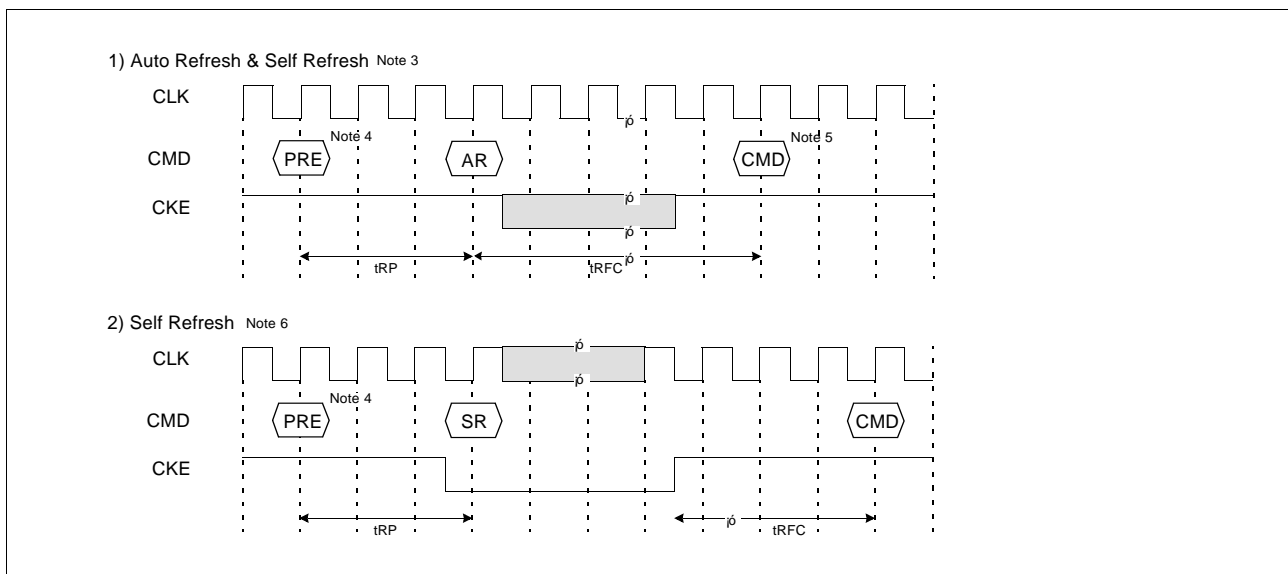 1) Auto Refresh & Self Refresh Note 3
CLK
¡ó
CMD
PRE
Note 4
AR
CMD
Note 5
CKE
¡ó
¡ó
tRP
tRFC
¡ó
2) Self Refresh Note 6
CLK
¡ó
¡ó
CMD
PRE
Note 4
SR
CMD
CKE
tRP
¡ó
tRFC